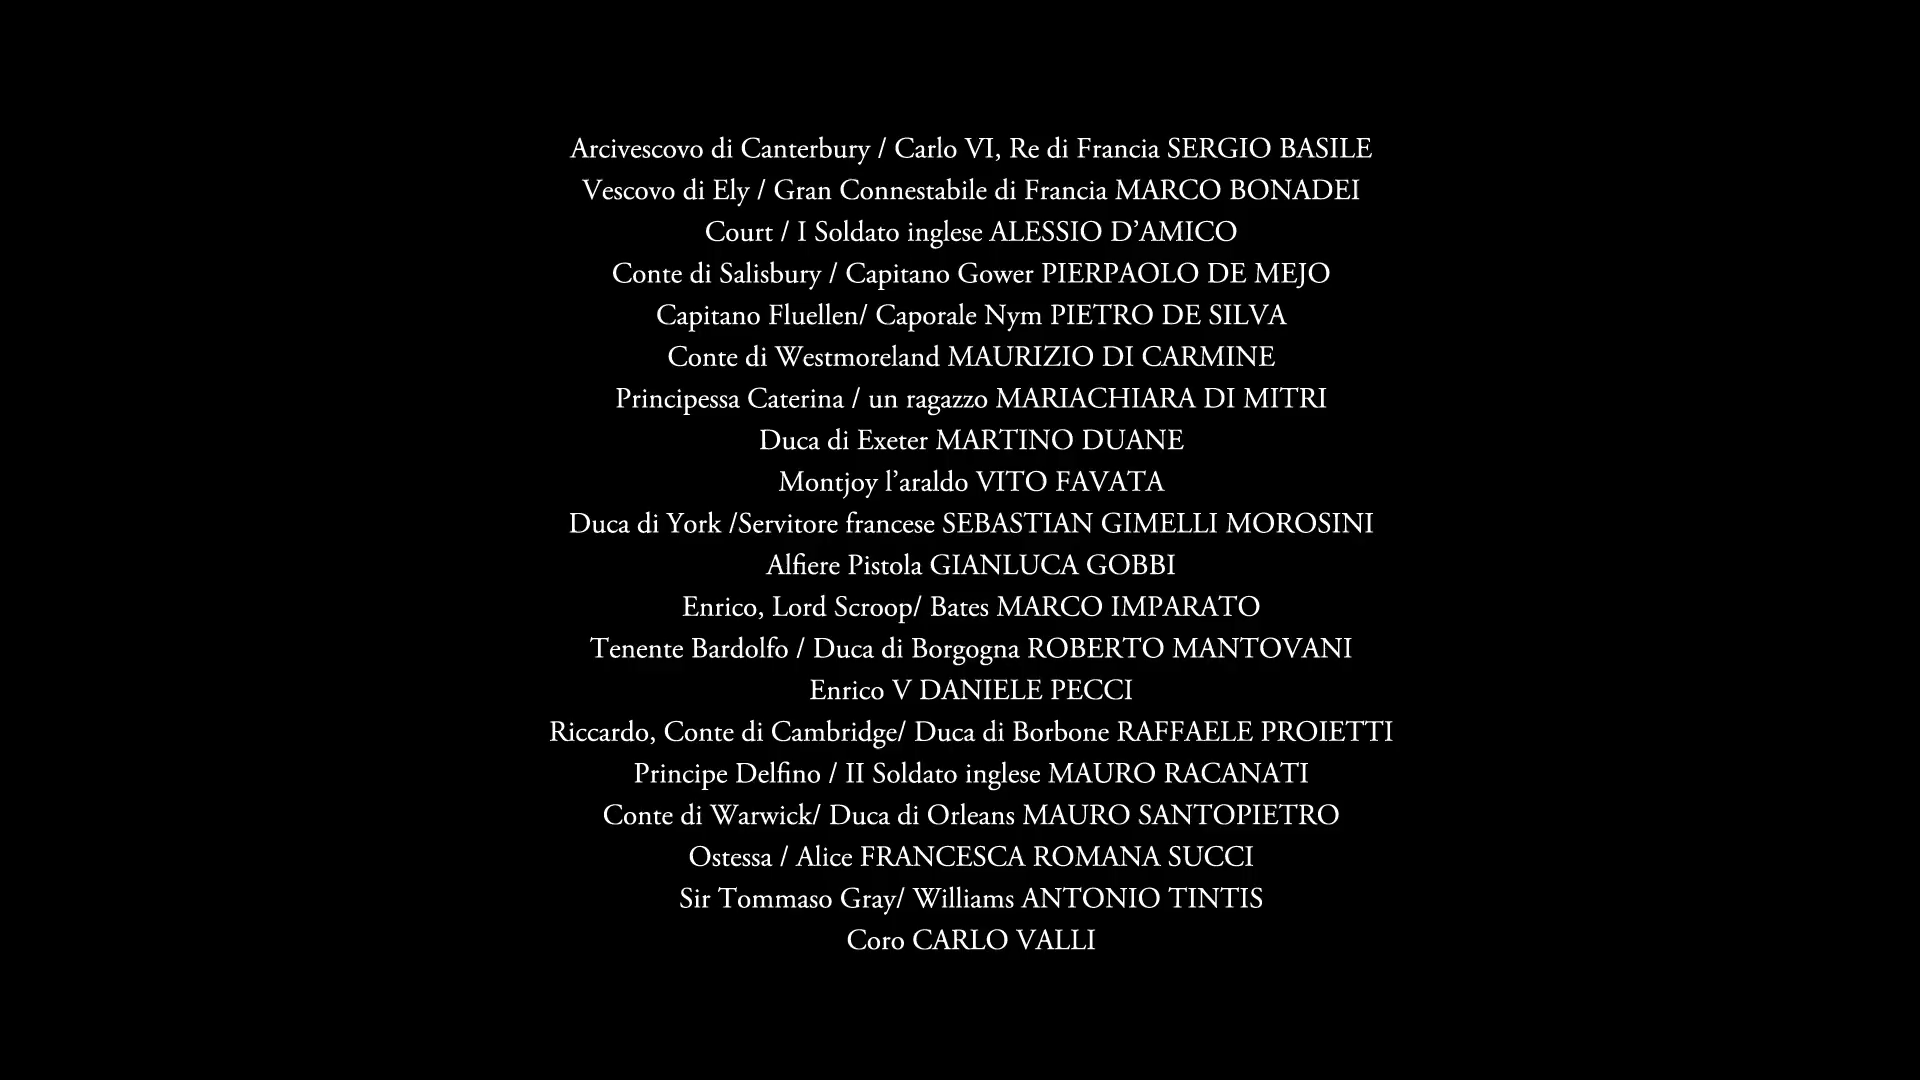 Arcivescovo di Canterbury / Carlo VI, Re di Francia SERGIO BASILE
Vescovo di Ely / Gran Connestabile di Francia MARCO BONADEI
Court / I Soldato inglese ALESSIO D’AMICO
Conte di Salisbury / Capitano Gower PIERPAOLO DE MEJO
Capitano Fluellen/ Caporale Nym PIETRO DE SILVA
Conte di Westmoreland MAURIZIO DI CARMINE
Principessa Caterina / un ragazzo MARIACHIARA DI MITRI
Duca di Exeter MARTINO DUANE
Montjoy l’araldo VITO FAVATA
Duca di York /Servitore francese SEBASTIAN GIMELLI MOROSINI
Alfiere Pistola GIANLUCA GOBBI
Enrico, Lord Scroop/ Bates MARCO IMPARATO
Tenente Bardolfo / Duca di Borgogna ROBERTO MANTOVANI
Enrico V DANIELE PECCI
Riccardo, Conte di Cambridge/ Duca di Borbone RAFFAELE PROIETTI
Principe Delfino / II Soldato inglese MAURO RACANATI
Conte di Warwick/ Duca di Orleans MAURO SANTOPIETRO
Ostessa / Alice FRANCESCA ROMANA SUCCI
Sir Tommaso Gray/ Williams ANTONIO TINTIS
Coro CARLO VALLI